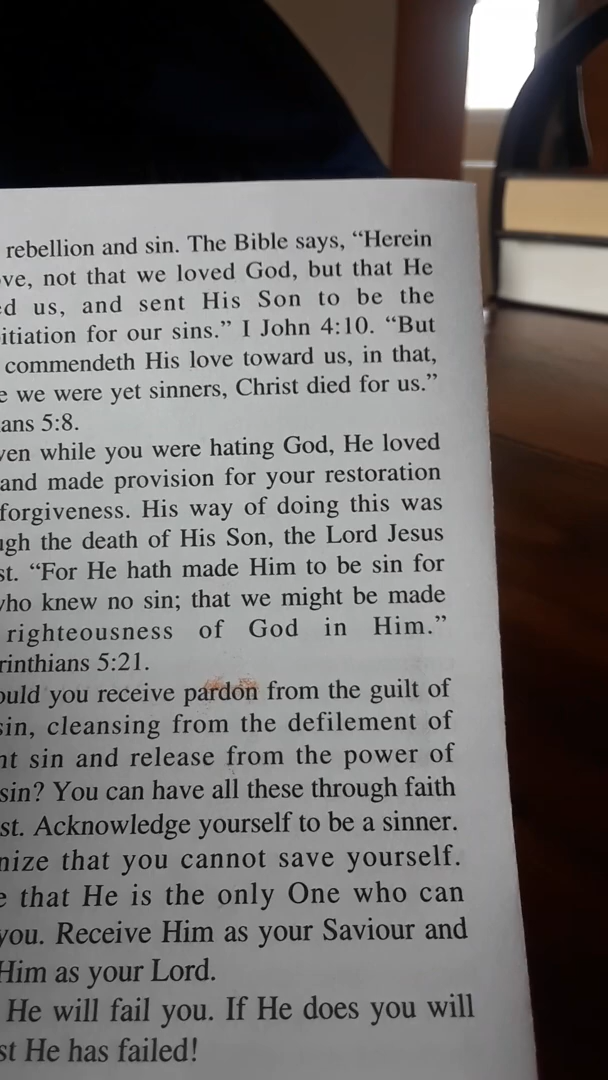 rebellion and sin. The Bible says, “Herein
ve, not that we loved God, but that He
ed us, and sent His Son to be the
itiation for our sins.” I John 4:10. “But
commendeth His love toward us, in that,
e we were yet sinners, Christ died for us.”
ans 5:8.
ven while you were hating God, He loved
and made provision for your restoration
forgiveness. His way of doing this was
ugh the death of His Son, the Lord Jesus
st. “For He hath made Him to be sin for
who knew no sin; that we might be made
righteousness of God in Him.”
rinthians 5:21.
ould you receive pardon from the guilt of
sin, cleansing from the defilement of
nt sin and release from the power of
sin? You can have all these through faith
st. Acknowledge yourself to be a sinner.
nize that you cannot save yourself.
e that He is the only One who can
you. Receive Him as your Saviour and
Him as your Lord.
He will fail you. If He does you will
st He has failed!